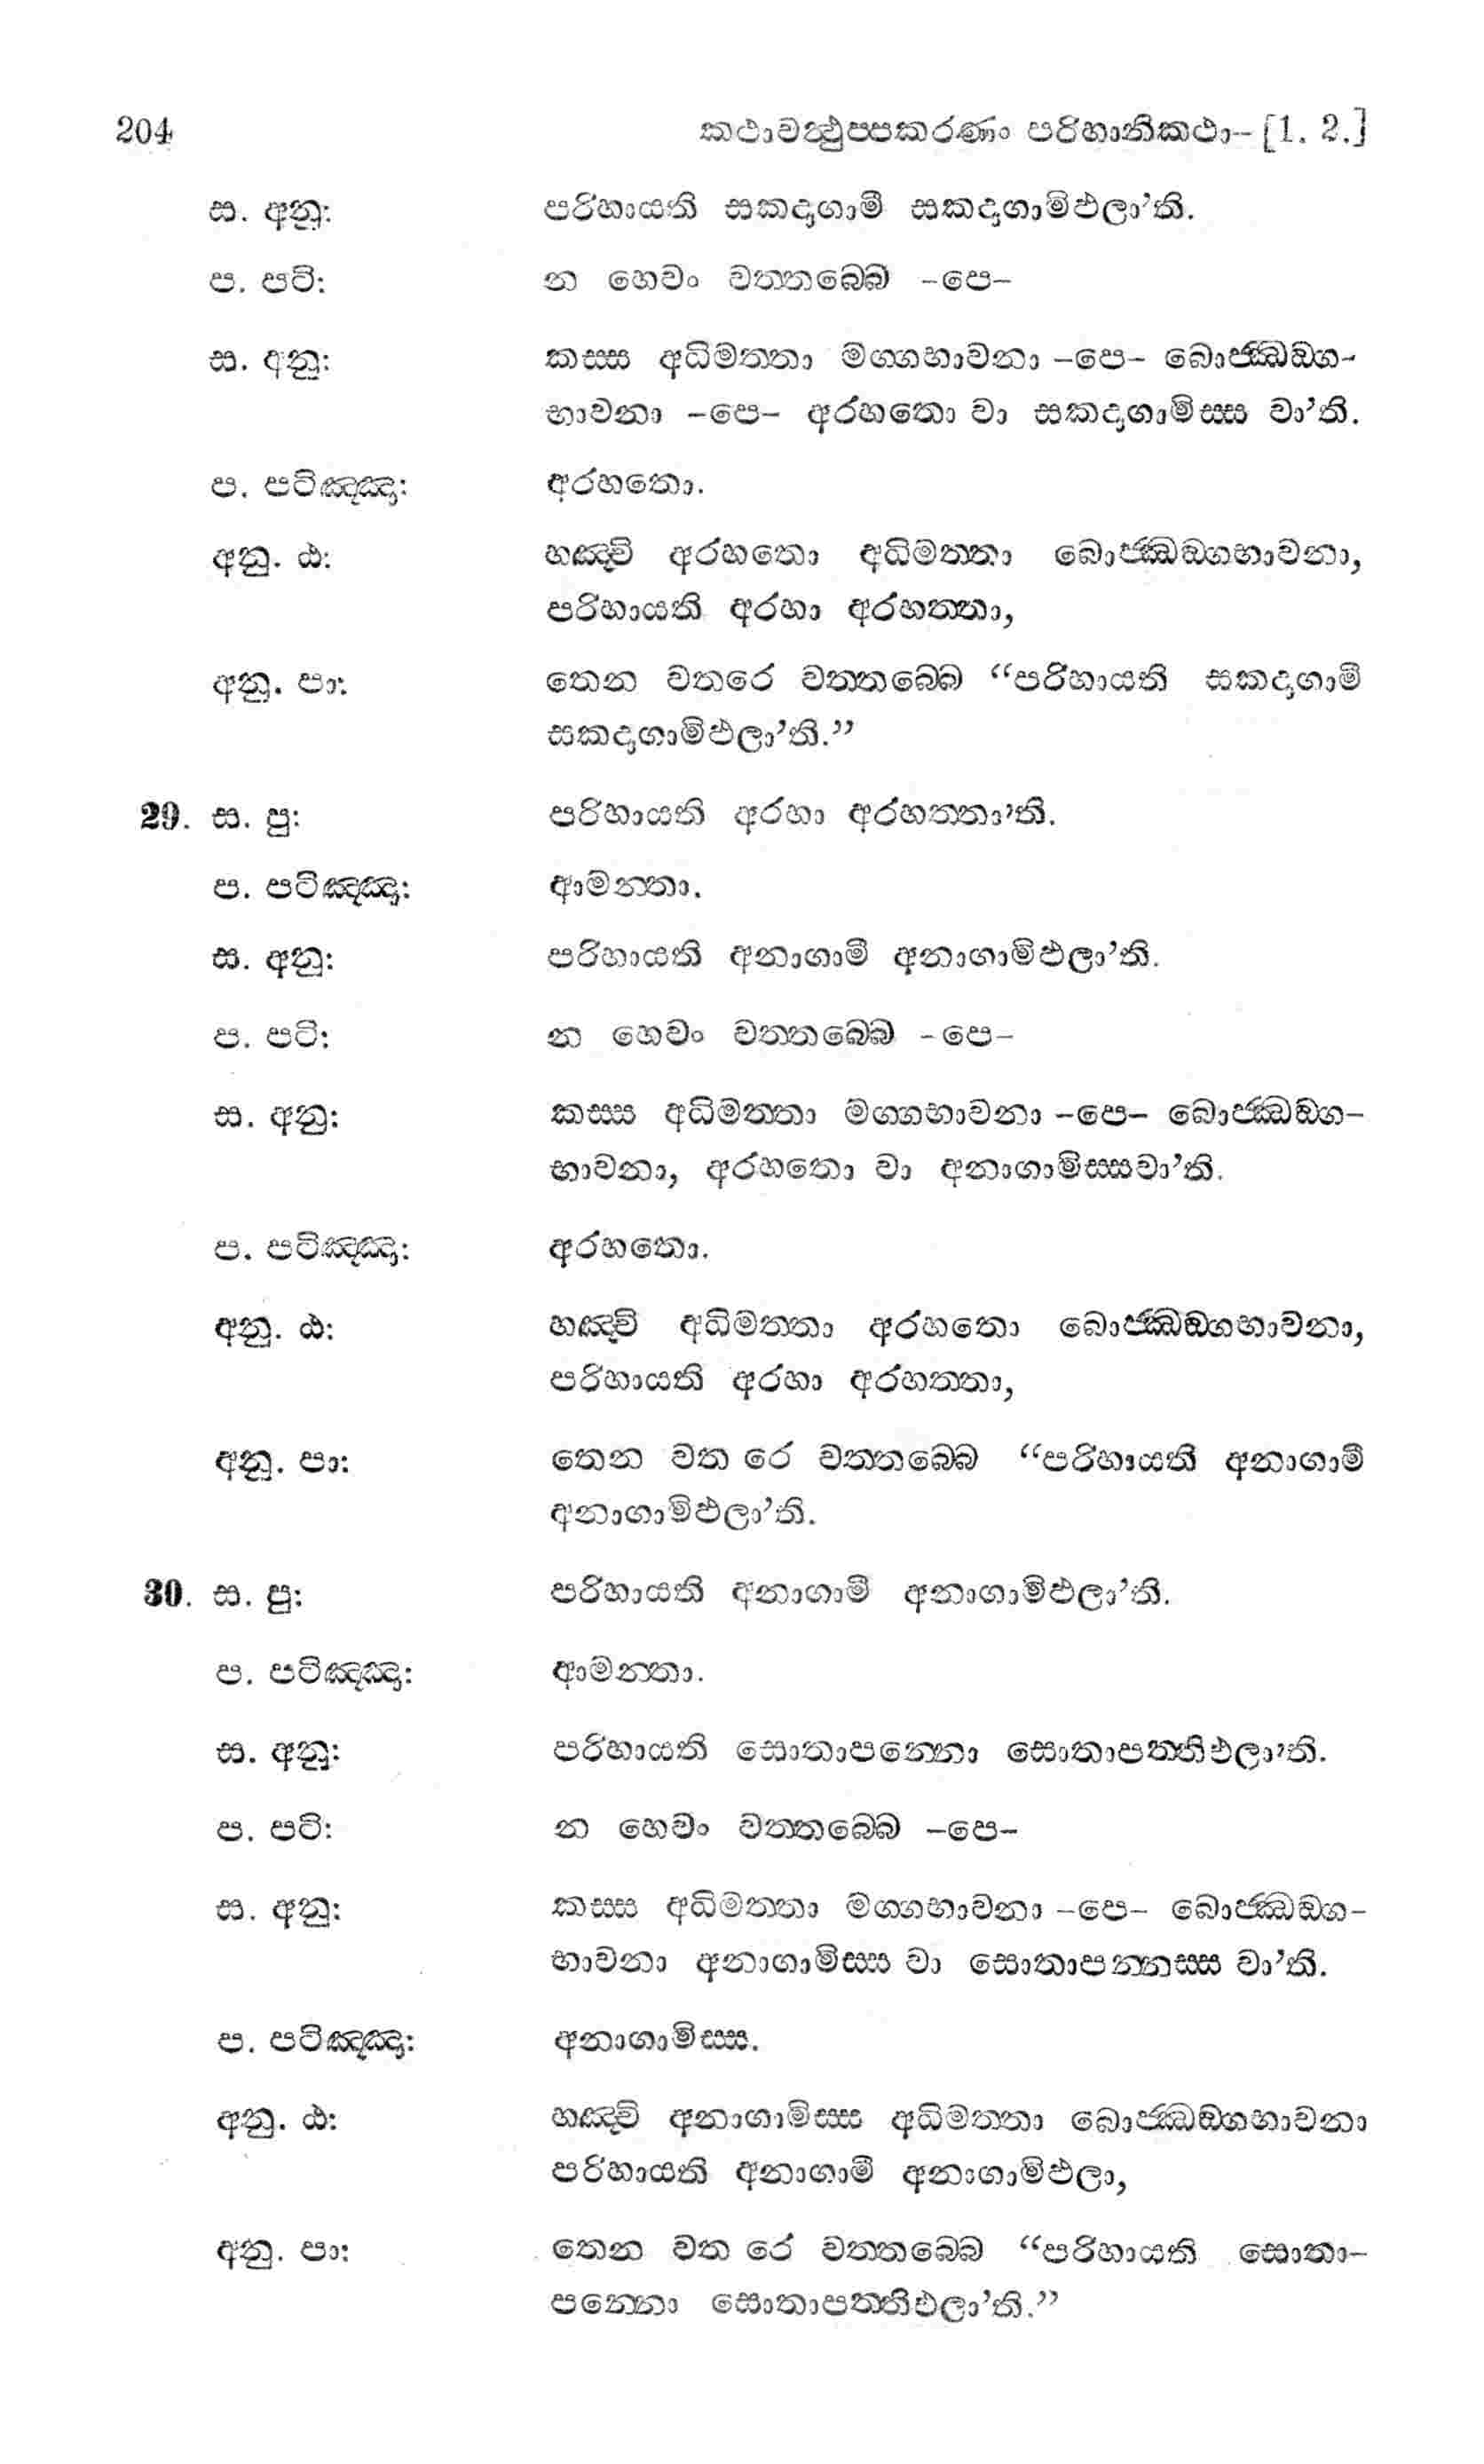 204 කථාවත්‍ථුප‍්පකරණං පරිහානිකථා– [1. 2.]
ස. අනු: පරිහායති සකදාගාමී සකදාගාමිඵලා’ති.
ප. පටි: න හෙවං වත‍්තබ‍්බෙ –පෙ–
ස. අනු: කස‍්ස අධිමත‍්තා මග‍්ගභාවනා –පෙ– බොජ‍්ඣඞ‍්ග-
භාවනා –පෙ– අරහතො වා සකදාගාමිස‍්ස වා’ති.
ප. පටිඤ‍්ඤා: අරහතො.
අනු. ඨ: හඤ‍්චි අරහතො අධිමත‍්තා බොජ‍්ඣඞ‍්ගභාවනා,
පරිහායති අරහා අරහත‍්තා,
අනු. පා: තෙන වතරෙ වත‍්තබ‍්බෙ “පරිහායති සකදාගාමී
සකදාගාමිඵලා’ති.”
29. ස. පු: පරිහායති අරහා අරහත‍්තා’ති.
ප. පටිඤ‍්ඤා: ආමන‍්තා.
ස. අනු: පරිහායති අනාගාමී අනාගාමිඵලා’ති.
ප. පටි: න හෙවං වත‍්තබ‍්බෙ –පෙ–
ස. අනු: කස‍්ස අධිමත‍්තා මග‍්ගභාවනා –පෙ– බොජ‍්ඣඞ‍්ග-
භාවනා, අරහතො වා අනාගාමිස‍්සවා’ති.
ප. පටිඤ‍්ඤා: අරහතො.
අනු. ඨ: හඤ‍්චි අධිමත‍්තා අරහතො බොජ‍්ඣඞ‍්ගභාවනා,
පරිහායති අරහා අරහත‍්තා,
අනු. පා: තෙන වත රෙ වත‍්තබ‍්බෙ “පරිහායති අනාගාමී
අනාගාමිඵලා’ති.
30. ස. පු: පරිහායති අනාගාමී අනාගාමිඵලා’ති.
ප. පටිඤ‍්ඤා: ආමන‍්තා.
ස. අනු: පරිහායති සොතාපන‍්නො සොතාපත‍්තිඵලා’ති.
ප. පටි: න හෙවං වත‍්තබ‍්බෙ –පෙ–
ස. අනු: කස‍්ස අධිමත‍්තා මග‍්ගභාවනා –පෙ– බොජ‍්ඣඞ‍්ග-
භාවනා අනාගාමිස‍්ස වා සොතාපන‍්නස‍්ස වා’ති.
ප. පටිඤ‍්ඤා: අනාගාමිස‍්ස.
අනු. ඨ: හඤ‍්චි අනාගාමිස‍්ස අධිමත‍්තා බොජ‍්ඣඞ‍්ගභාවනා
පරිහායති අනාගාමී අනාගාමිඵලා,
අනු. පා: තෙන වත රෙ වත‍්තබ‍්බෙ “පරිහායති සොතා-
පන‍්නො සොතාපත‍්තිඵලා’ති.”